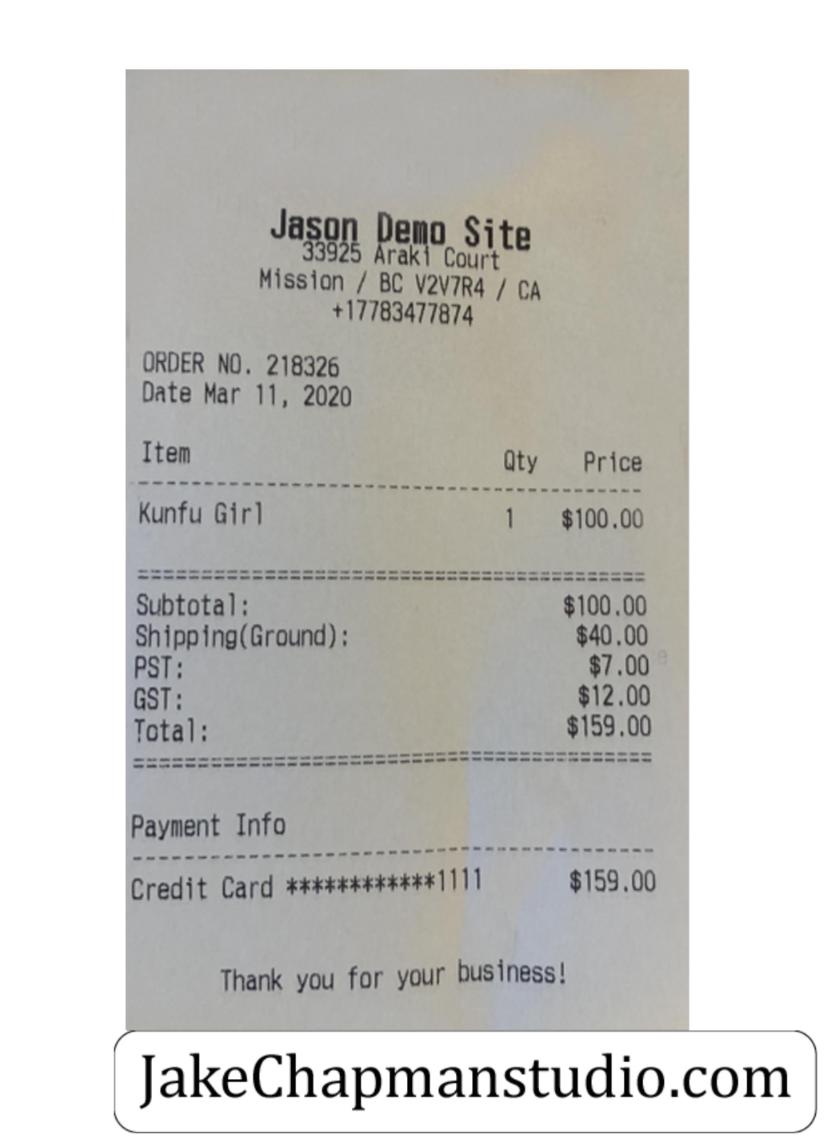 Jason Demo Site
33925 Araki Court
Mission / BC V2V7R4 / CA
+17783477874
ORDER NO. 218326
Date Mar 11, 2020
Item Qty Price
Kunfu Girl 1 $100.00
Subtotal: $100.00
Shipping(Ground): $40.00
PST: $7.00
GST: $12.00
Total: $159.00
Payment Info
Credit Card ************1111 $159.00
Thank you for your business!
JakeChapmanstudio.com